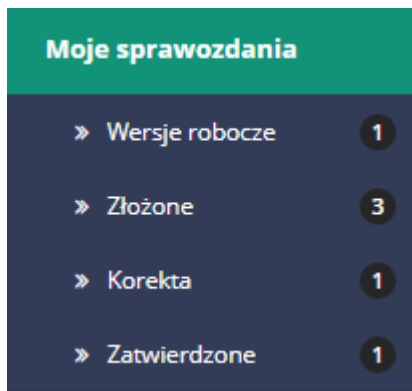 Moje sprawozdania
» Wersje robocze 1
» Złożone 3
» Korekta 1
» Zatwierdzone 1